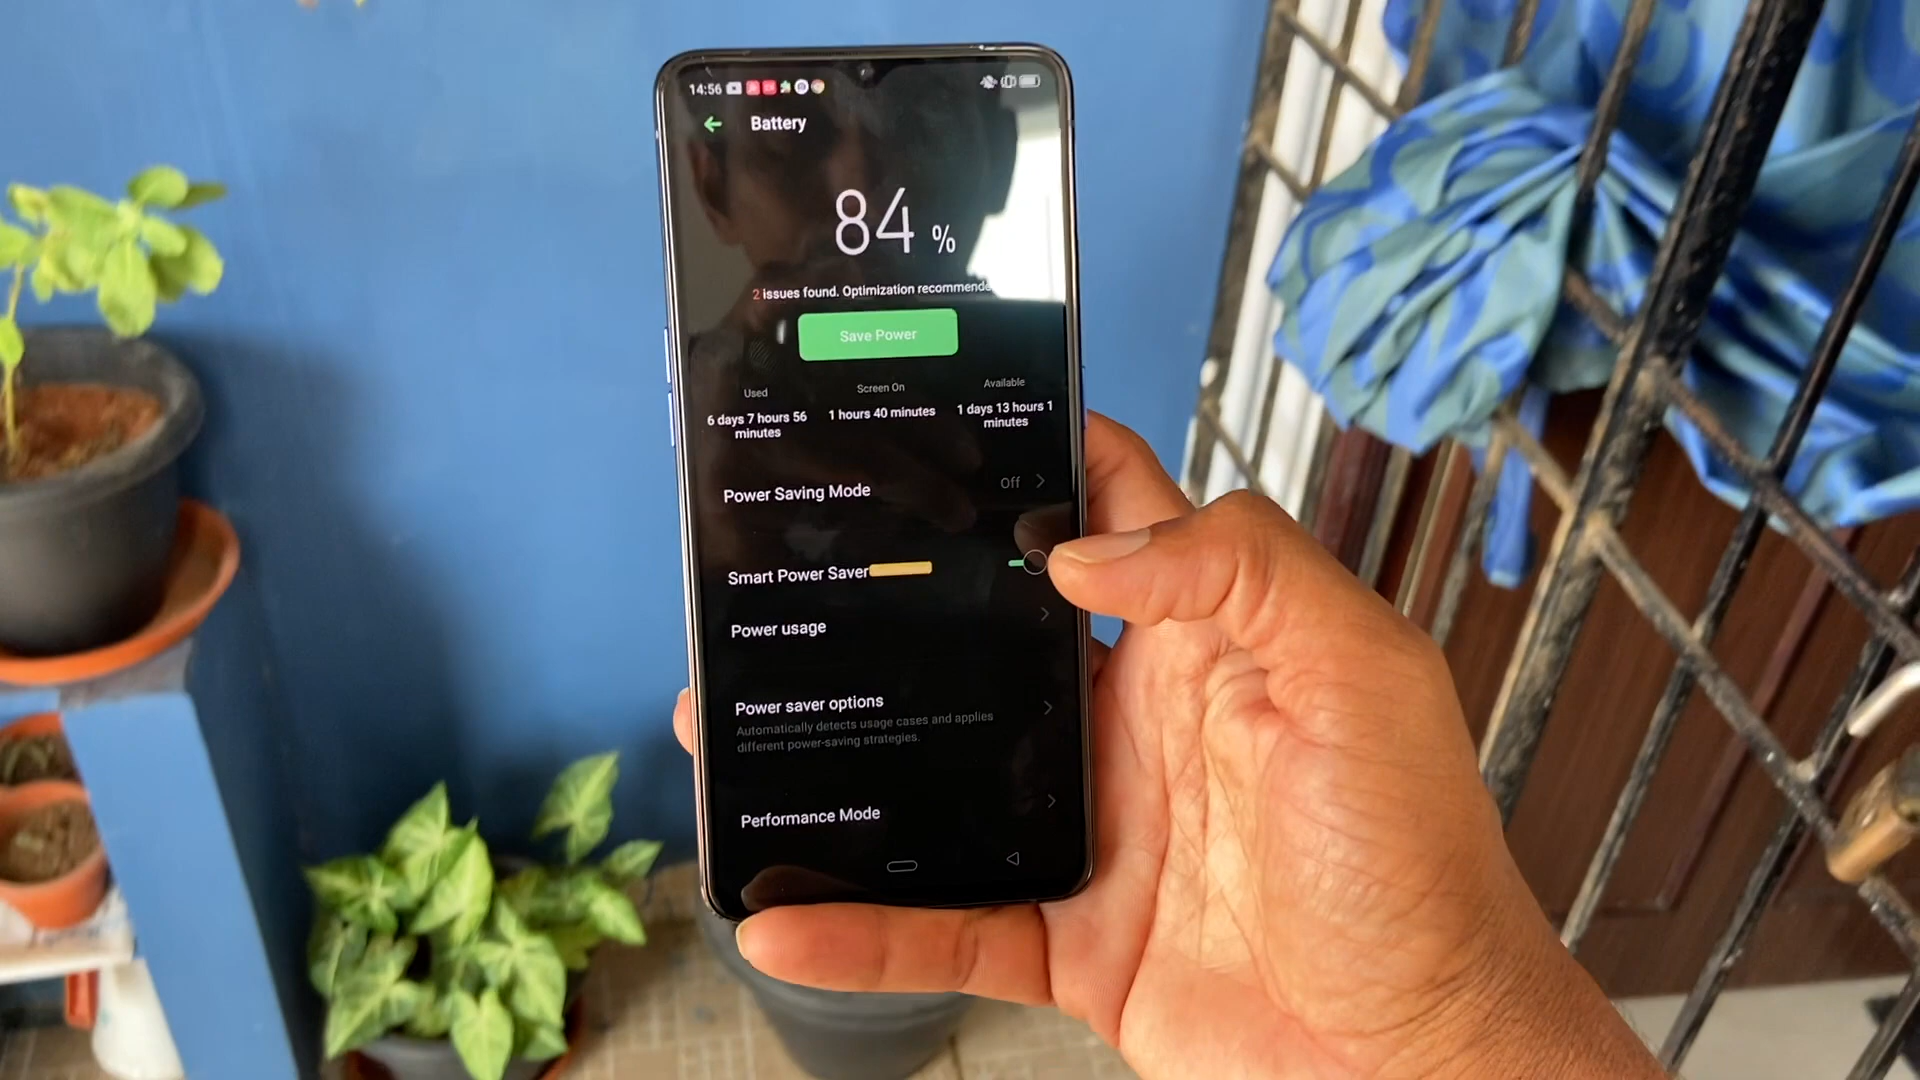 14:56
Battery
84 %
2 issues found. Optimization recommende
Save Power
Used
6 days 7 hours 56
minutes
Screen On
1 hours 40 minutes
Available
1 days 13 hours 1
minutes
Power Saving Mode
Off
Smart Power Saver
Power usage
Power saver options
Automatically detects usage cases and applies
different power-saving strategies.
Performance Mode